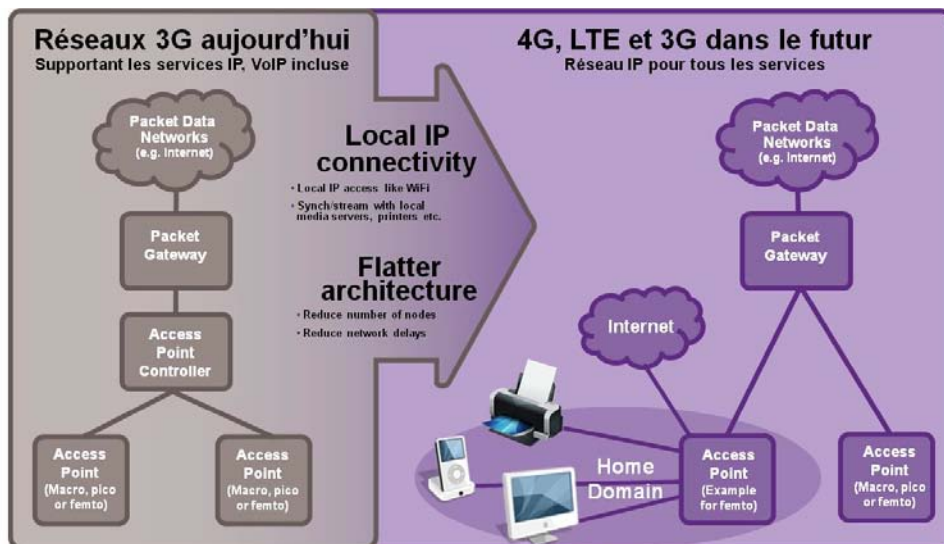 Réseaux 3G aujourd'hui
Supportant les services IP, VoIP incluse
Packet Data
Networks
(e.g. Internet)
Packet
Gateway
Access
Point
Controller
Access
Point
(Macro, pico
or femto)
Access
Point
(Macro, pico
or femto)
Local IP
connectivity
• Local IP access like WiFi
• Synch/stream with local
media servers, printers etc.
Flatter
architecture
• Reduce number of nodes
• Reduce network delays
4G, LTE et 3G dans le futur
Réseau IP pour tous les services
Packet Data
Networks
(e.g. Internet)
Packet
Gateway
Internet
Home
Domain
Access
Point
(Example
for femto)
Access
Point
(Macro, pico
or femto)